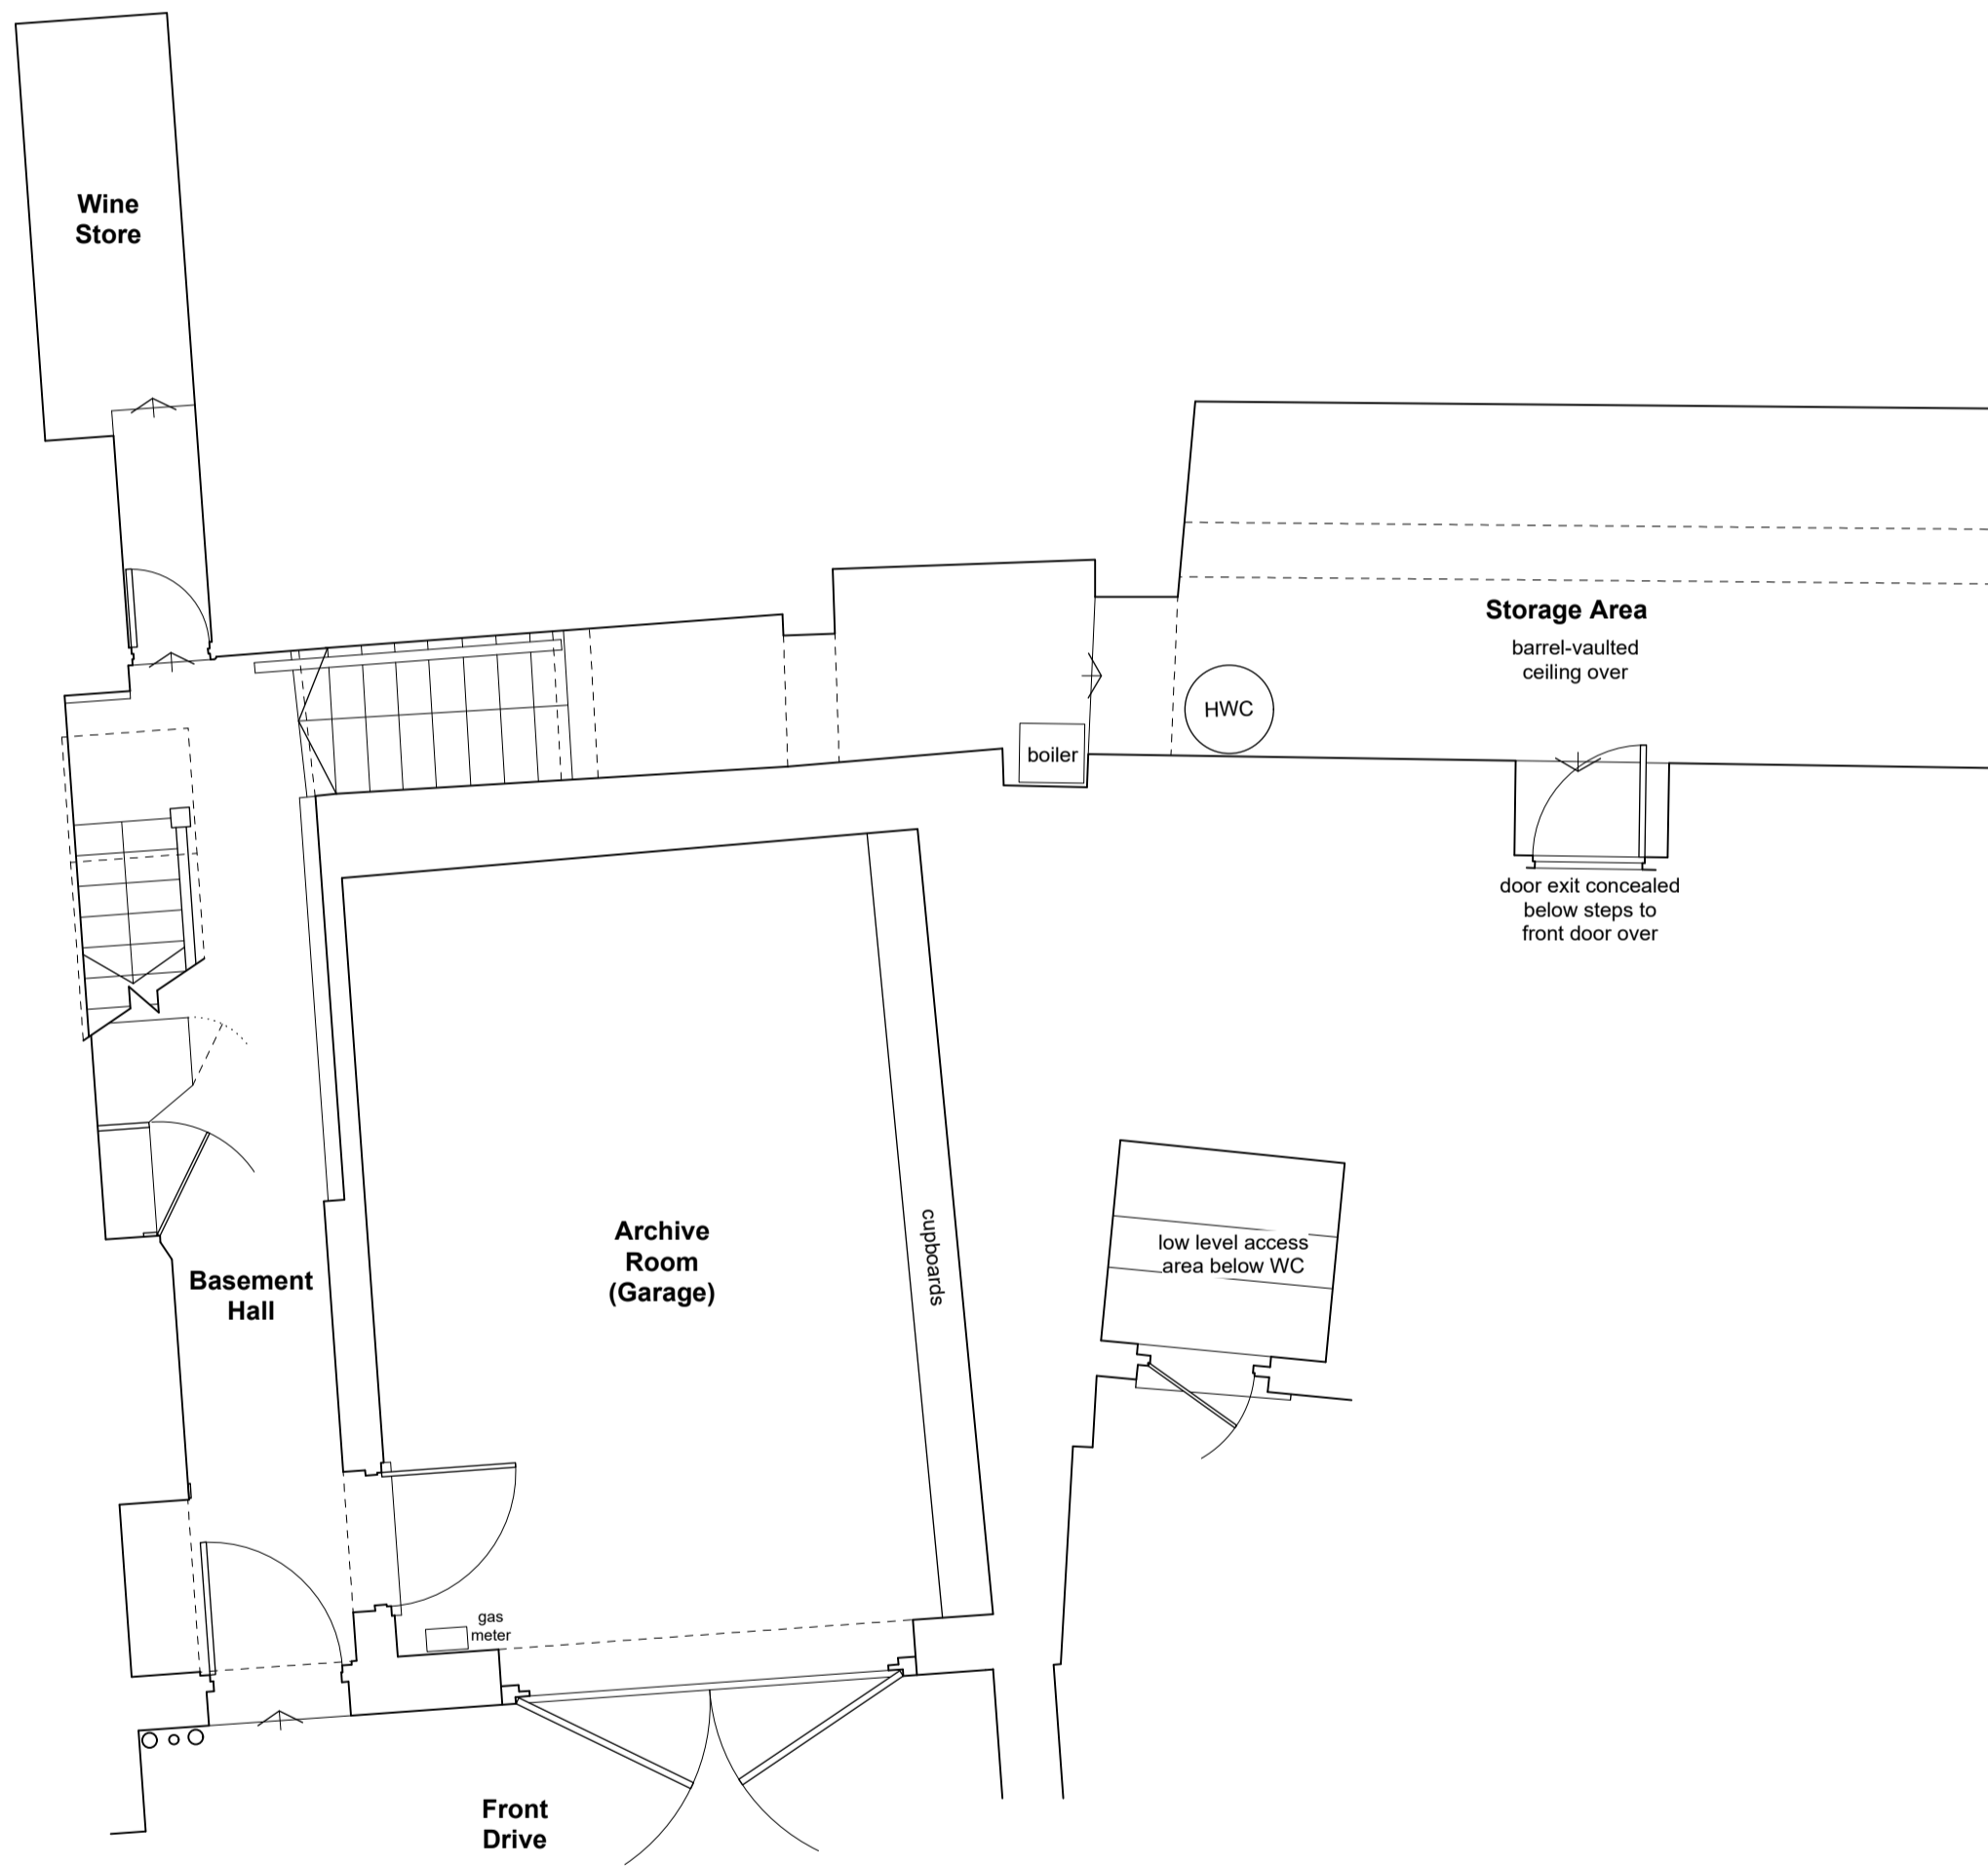 Wine
Store
Storage Area
barrel-vaulted
ceiling over
HWC
boiler
door exit concealed
below steps to
front door over
Archive
Room
(Garage)
cupboards
low level access
area below WC
Basement
Hall
gas
meter
Front
Drive